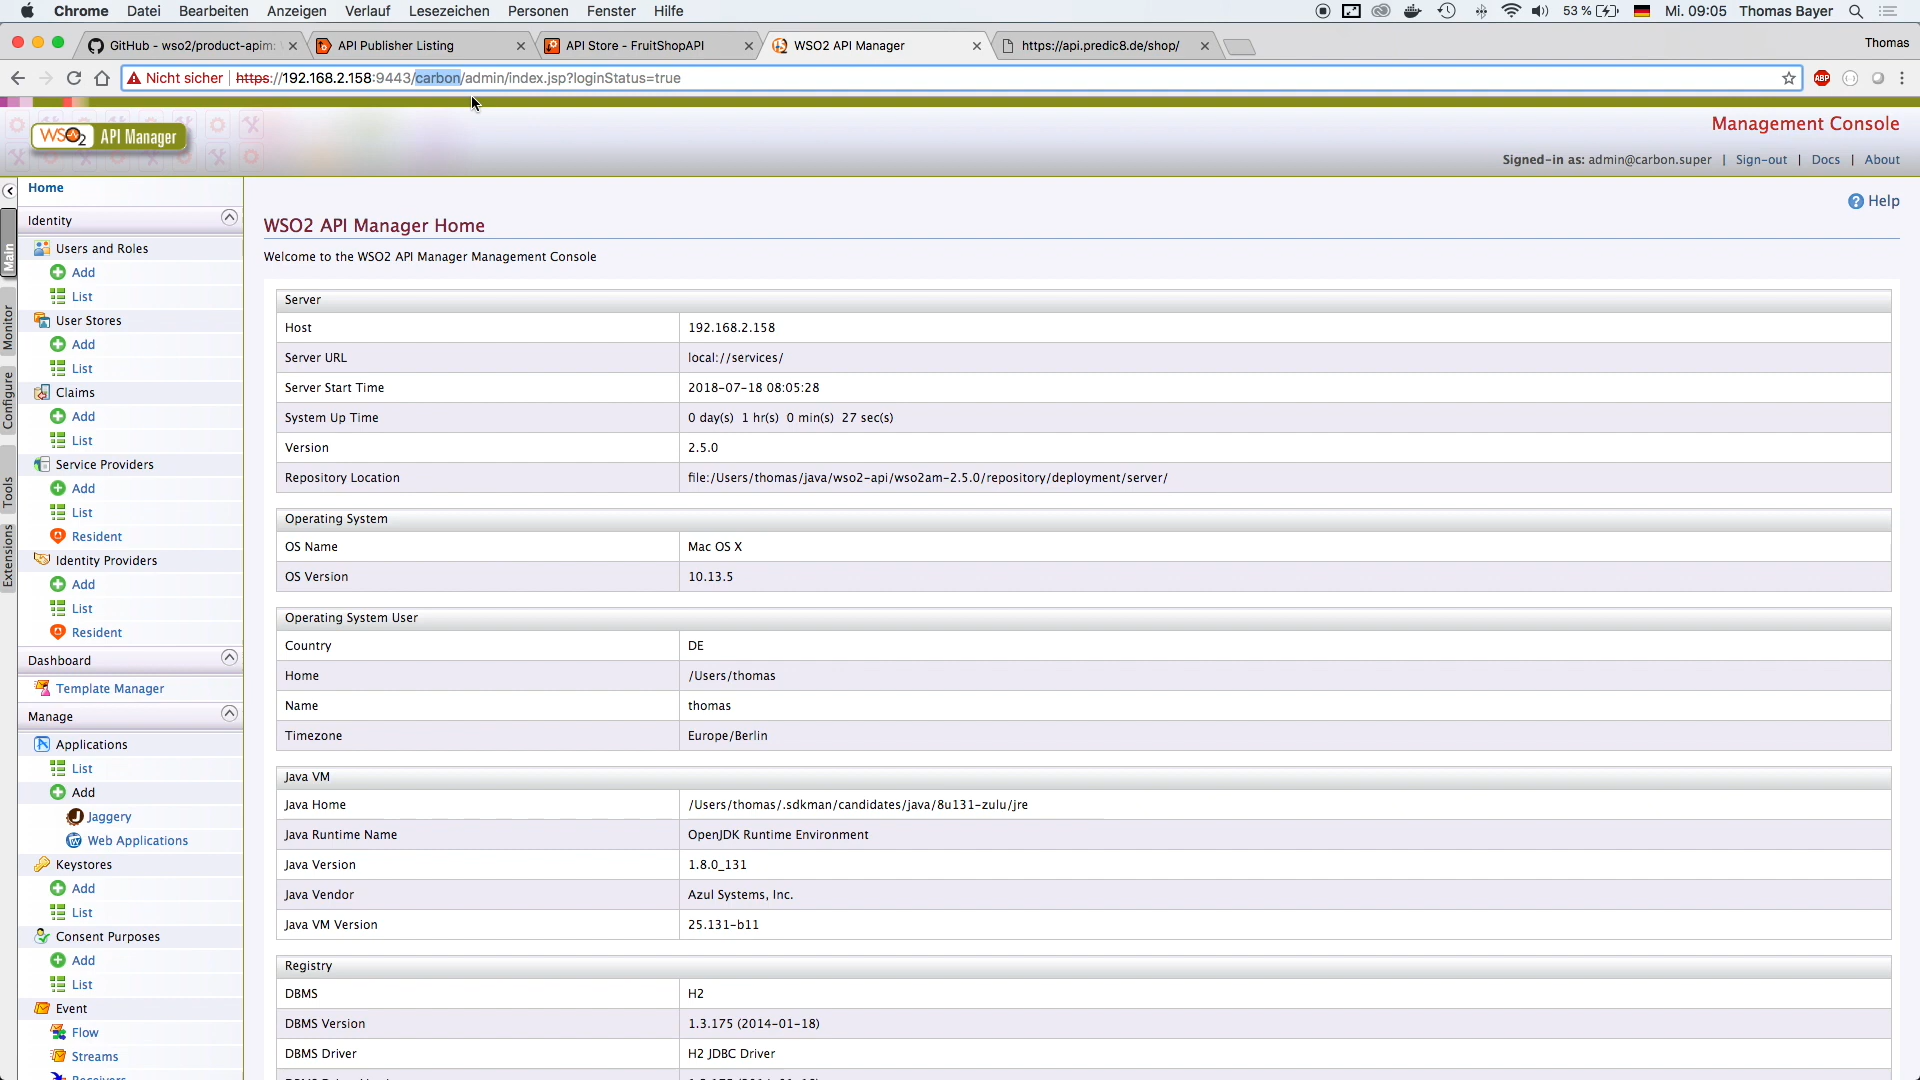 Chrome Datei Bearbeiten Anzeigen Verlauf Lesezeichen Personen Fenster Hilfe 53 % Mi. 09:05 Thomas Bayer
GitHub - wso2/product-apim: API Publisher Listing API Store - FruitShopAPI WSO2 API Manager https://api.predic8.de/shop/ Thomas
Nicht sicher https://192.168.2.158:9443/carbon/admin/index.jsp?loginStatus=true ABP
WSO2 API Manager
Management Console
Signed-in as: admin@carbon.super | Sign-out | Docs | About
Main
Monitor
Configure
Tools
Extensions
Home
Identity
Users and Roles
Add
List
User Stores
Add
List
Claims
Add
List
Service Providers
Add
List
Resident
Identity Providers
Add
List
Resident
Dashboard
Template Manager
Manage
Applications
List
Add
Jaggery
Web Applications
Keystores
Add
List
Consent Purposes
Add
List
Event
Flow
Streams
Receivers
Help
WSO2 API Manager Home
Welcome to the WSO2 API Manager Management Console
Server
Host 192.168.2.158
Server URL local://services/
Server Start Time 2018-07-18 08:05:28
System Up Time 0 day(s) 1 hr(s) 0 min(s) 27 sec(s)
Version 2.5.0
Repository Location file:/Users/thomas/java/wso2-api/wso2am-2.5.0/repository/deployment/server/
Operating System
OS Name Mac OS X
OS Version 10.13.5
Operating System User
Country DE
Home /Users/thomas
Name thomas
Timezone Europe/Berlin
Java VM
Java Home /Users/thomas/.sdkman/candidates/java/8u131-zulu/jre
Java Runtime Name OpenJDK Runtime Environment
Java Version 1.8.0_131
Java Vendor Azul Systems, Inc.
Java VM Version 25.131-b11
Registry
DBMS H2
DBMS Version 1.3.175 (2014-01-18)
DBMS Driver H2 JDBC Driver